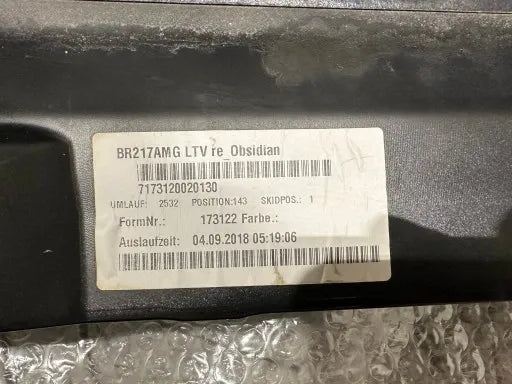 BR217AMG LTV re_Obsidian
7173120020130
UMLAUF: 2532 POSITION:143 SKIDPOS.: 1
FormNr.: 173122 Farbe.:
Auslaufzeit: 04.09.2018 05:19:06